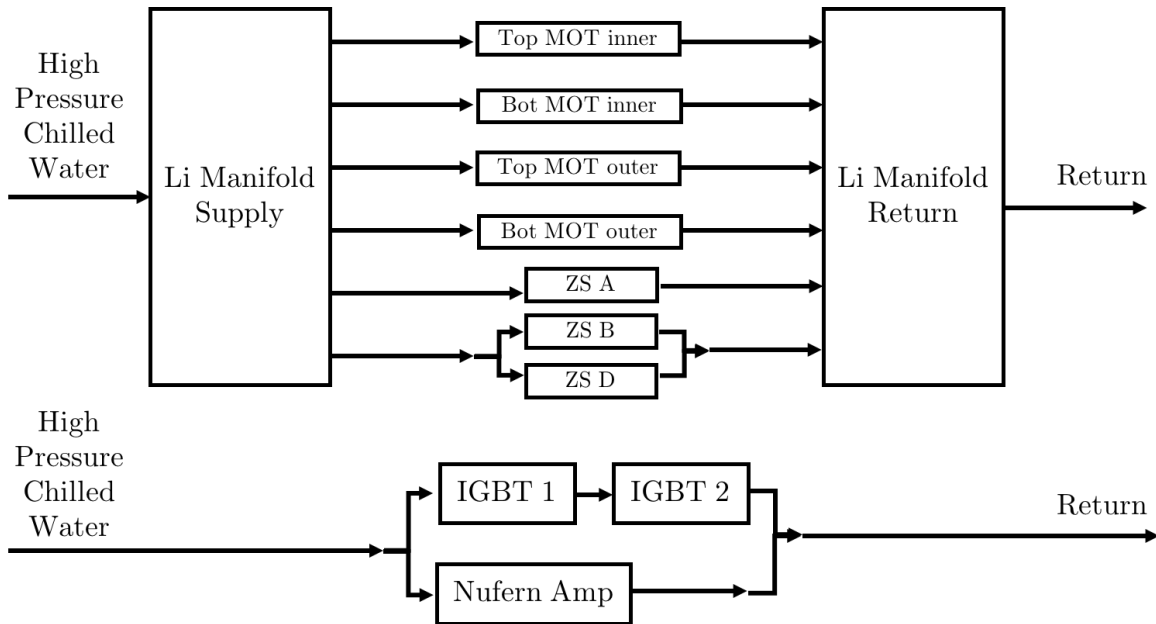 High
Pressure
Chilled
Water
Li Manifold
Supply
Top MOT inner
Bot MOT inner
Top MOT outer
Bot MOT outer
ZS A
ZS B
ZS D
Li Manifold
Return
Return
High
Pressure
Chilled
Water
IGBT 1
IGBT 2
Nufern Amp
Return